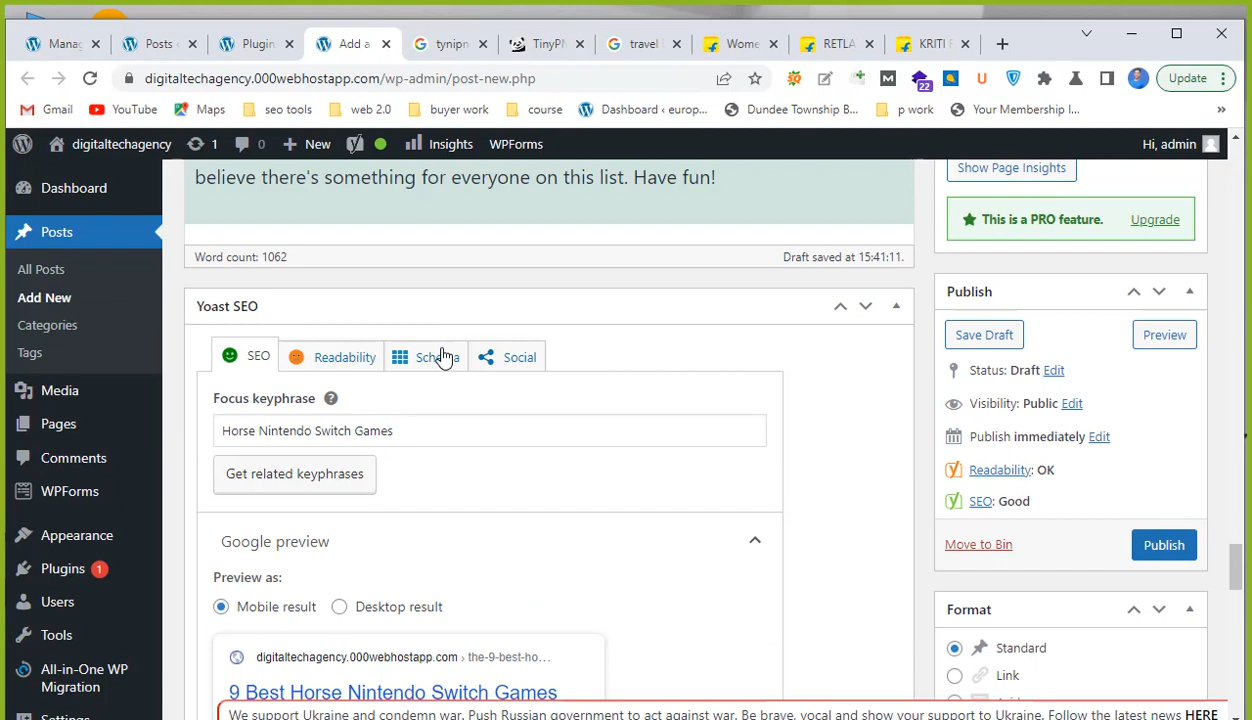 Manag
Posts ‹
Plugin
Add a
tynipn
TinyPN
travel
Wome
RETLA
KRITI
digitaltechagency.000webhostapp.com/wp-admin/post-new.php
22
Update
Gmail
YouTube
Maps
seo tools
web 2.0
buyer work
course
Dashboard ‹ europ...
Dundee Township B...
p work
Your Membership I...
»
digitaltechagency
1
0
New
Insights
WPForms
Hi, admin
Dashboard
Posts
All Posts
Add New
Categories
Tags
Media
Pages
Comments
WPForms
Appearance
Plugins 1
Users
Tools
All-in-One WP
Migration
Settings
believe there's something for everyone on this list. Have fun!
Word count: 1062
Draft saved at 15:41:11.
Yoast SEO
SEO
Readability
Schema
Social
Focus keyphrase ?
Horse Nintendo Switch Games
Get related keyphrases
Google preview
Preview as:
Mobile result
Desktop result
digitaltechagency.000webhostapp.com › the-9-best-ho...
9 Best Horse Nintendo Switch Games
Show Page Insights
This is a PRO feature.
Upgrade
Publish
Save Draft
Preview
Status: Draft Edit
Visibility: Public Edit
Publish immediately Edit
Readability: OK
SEO: Good
Move to Bin
Publish
Format
Standard
Link
We support Ukraine and condemn war. Push Russian government to act against war. Be brave, vocal and show your support to Ukraine. Follow the latest news HERE